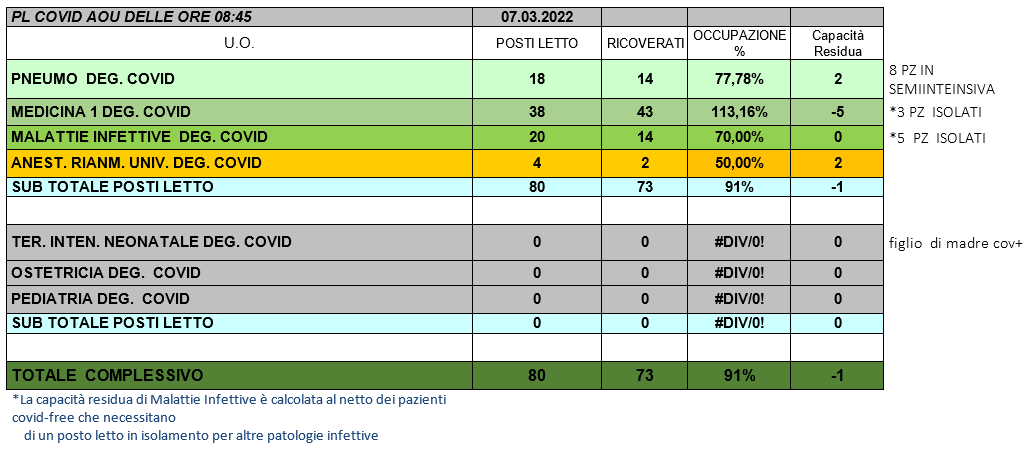 PL COVID AOU DELLE ORE 08:45 07.03.2022
U.O. POSTI LETTO RICOVERATI OCCUPAZIONE % Capacità Residua
PNEUMO DEG. COVID 18 14 77,78% 2 8 PZ IN SEMIINTEINSIVA
MEDICINA 1 DEG. COVID 38 43 113,16% -5 *3 PZ ISOLATI
MALATTIE INFETTIVE DEG. COVID 20 14 70,00% 0 *5 PZ ISOLATI
ANEST. RIANM. UNIV. DEG. COVID 4 2 50,00% 2
SUB TOTALE POSTI LETTO 80 73 91% -1
TER. INTEN. NEONATALE DEG. COVID 0 0 #DIV/0! 0 figlio di madre cov+
OSTETRICIA DEG. COVID 0 0 #DIV/0! 0
PEDIATRIA DEG. COVID 0 0 #DIV/0! 0
SUB TOTALE POSTI LETTO 0 0 #DIV/0! 0
TOTALE COMPLESSIVO 80 73 91% -1
*La capacità residua di Malattie Infettive è calcolata al netto dei pazienti
covid-free che necessitano
di un posto letto in isolamento per altre patologie infettive